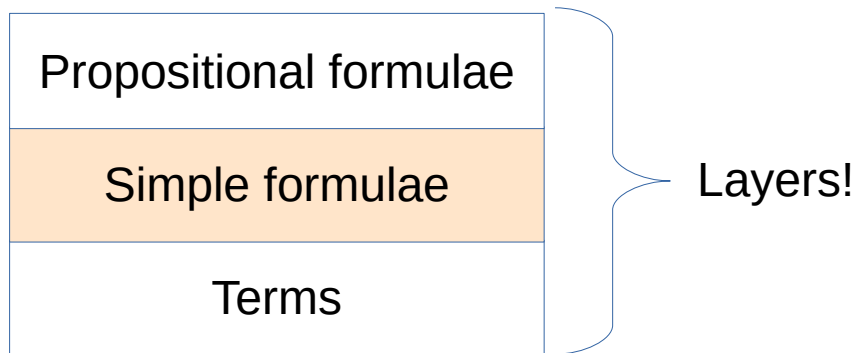 Propositional formulae
Simple formulae
Layers!
Terms